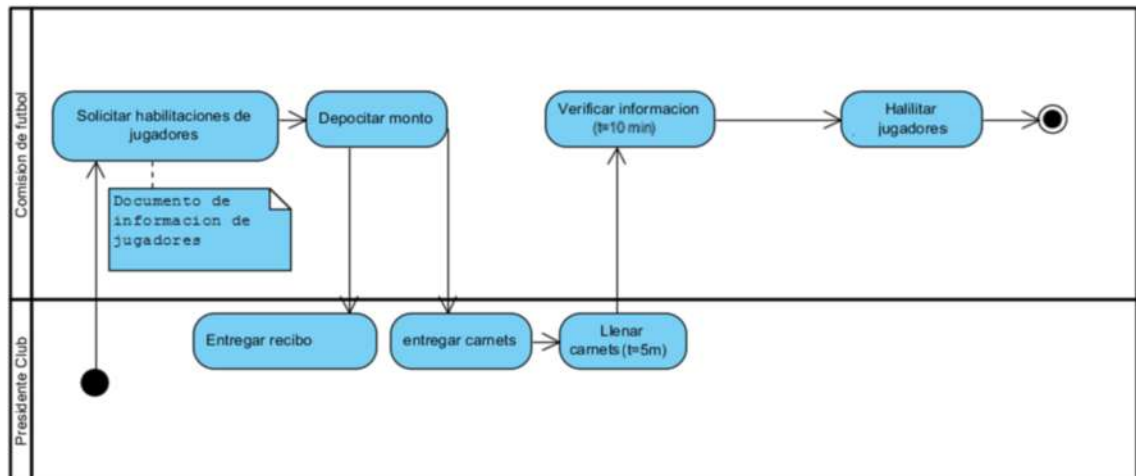 Comision de futbol
Solicitar habilitaciones de
jugadores
Depocitar monto
Verificar informacion
(t=10 min)
Halilitar
jugadores
Documento de
informacion de
jugadores
Presidente Club
Entregar recibo
entregar carnets
Llenar
carnets (t=5m)